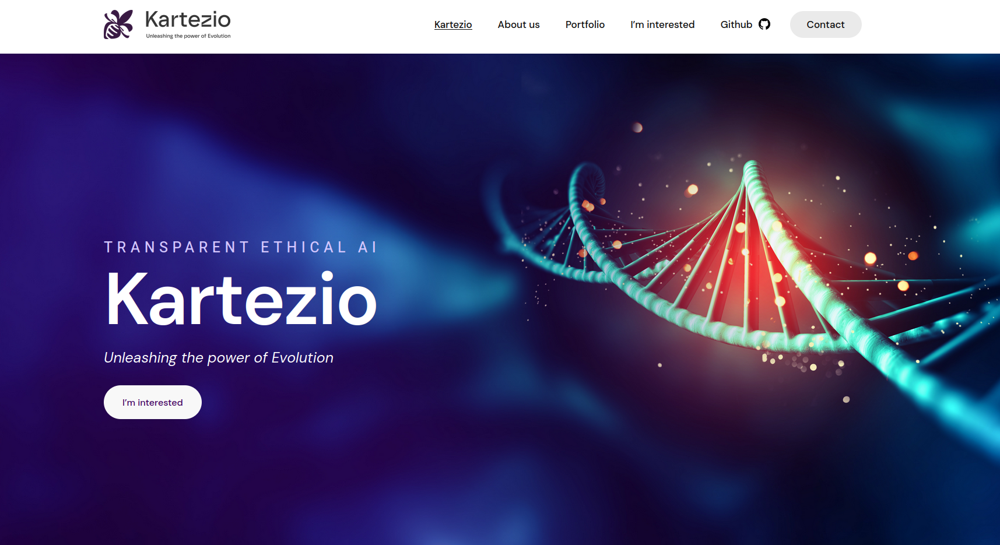 Kartezio
Unleashing the power of Evolution
Kartezio
About us
Portfolio
I'm interested
Github
Contact
TRANSPARENT ETHICAL AI
Kartezio
Unleashing the power of Evolution
I'm interested